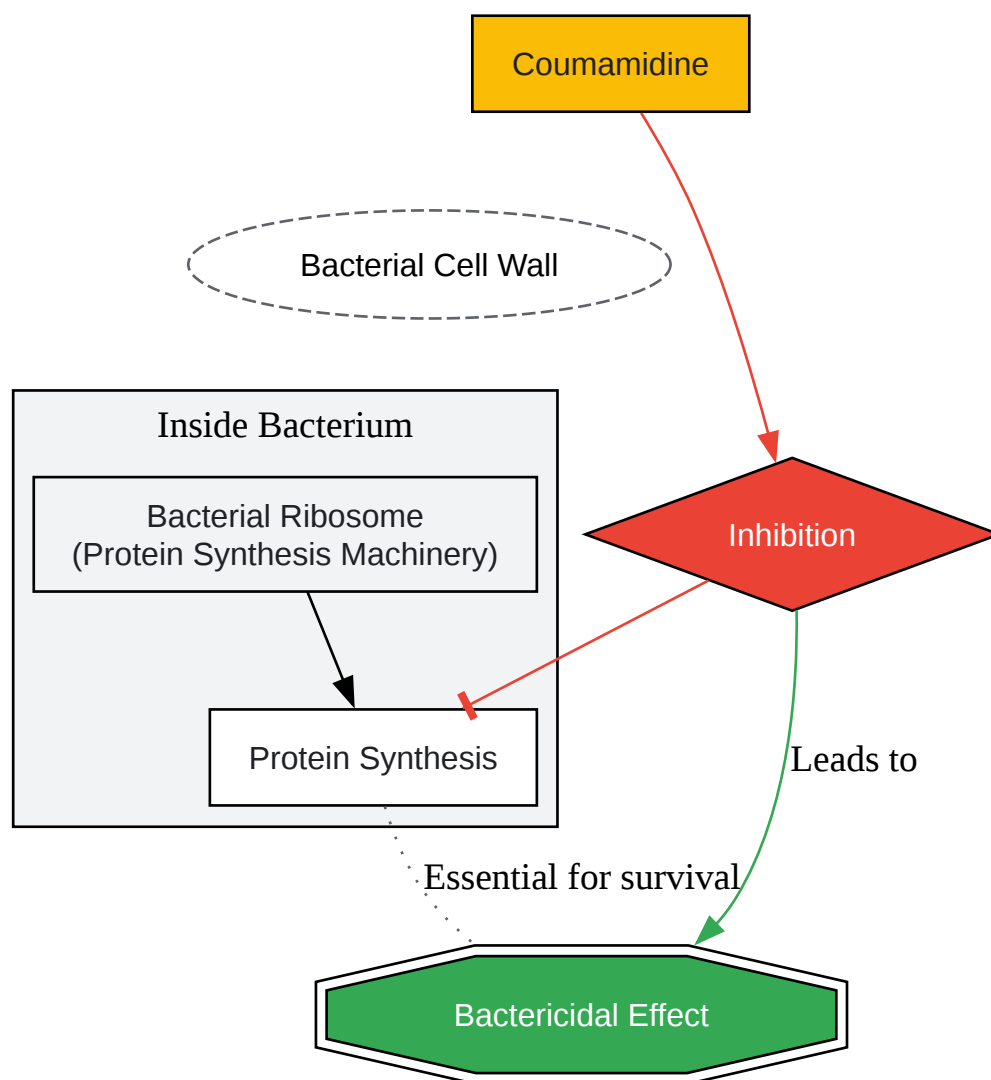 Coumamidine
Bacterial Cell Wall
Inside Bacterium
Bacterial Ribosome
(Protein Synthesis Machinery)
Inhibition
Protein Synthesis
Leads to
Essential for survival
Bactericidal Effect